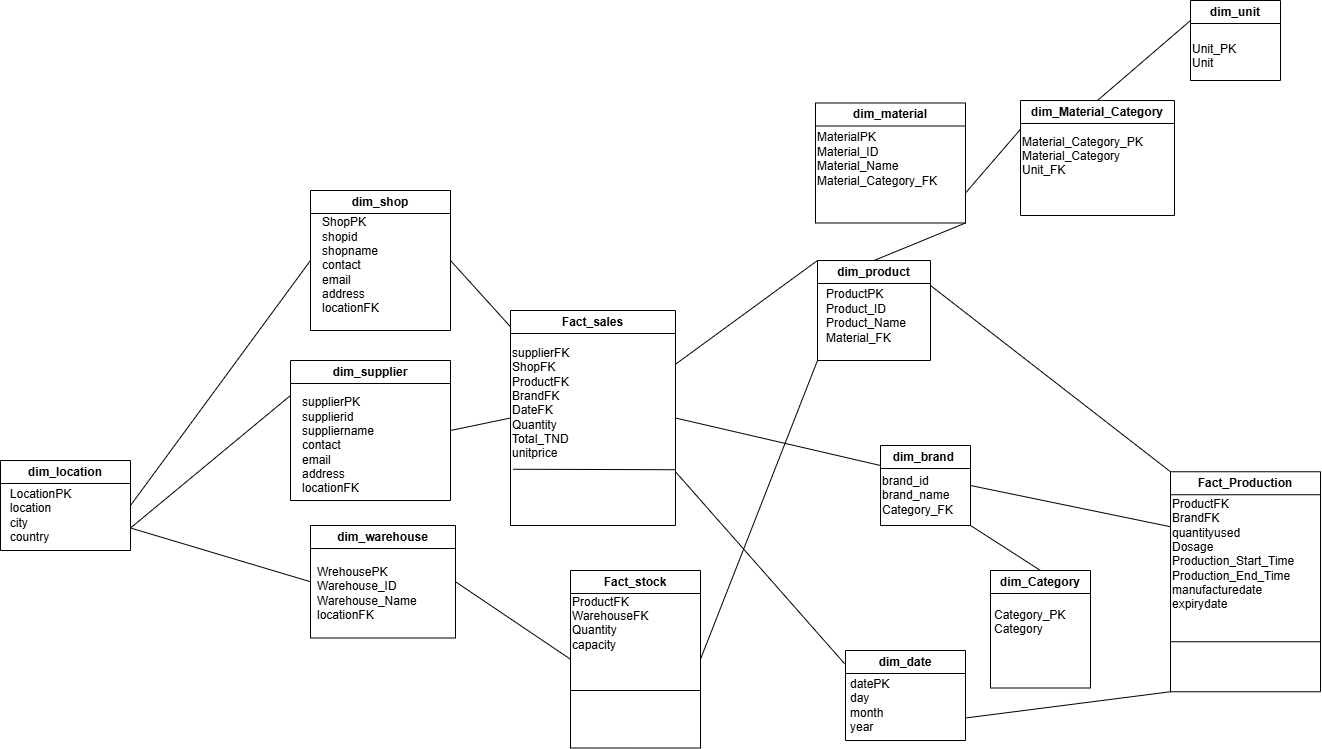 dim_unit
Unit_PK
Unit
dim_material
MaterialPK
Material_ID
Material_Name
Material_Category_FK
dim_Material_Category
Material_Category_PK
Material_Category
Unit_FK
dim_shop
ShopPK
shopid
shopname
contact
email
address
locationFK
dim_product
ProductPK
Product_ID
Product_Name
Material_FK
Fact_sales
supplierFK
ShopFK
ProductFK
BrandFK
DateFK
Quantity
Total_TND
unitprice
dim_supplier
supplierPK
supplierid
suppliername
contact
email
address
locationFK
dim_location
LocationPK
location
city
country
dim_brand
brand_id
brand_name
Category_FK
Fact_Production
ProductFK
BrandFK
quantityused
Dosage
Production_Start_Time
Production_End_Time
manufacturedate
expirydate
dim_warehouse
WrehousePK
Warehouse_ID
Warehouse_Name
locationFK
Fact_stock
ProductFK
WarehouseFK
Quantity
capacity
dim_Category
Category_PK
Category
dim_date
datePK
day
month
year